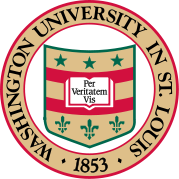 WASHINGTON UNIVERSITY IN ST. LOUIS
Per
Veritatem
Vis
· 1853 ·